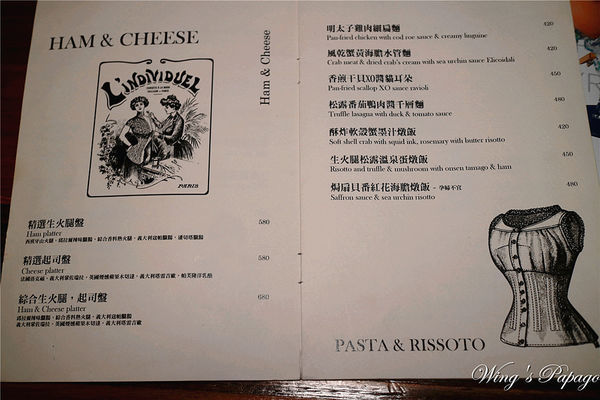 HAM & CHEESE
Ham & Cheese
L'INDIVIDUEL
PARIS
精選生火腿盤 580
Ham platter
精選起司盤 580
Cheese platter
綜合生火腿，起司盤 680
Ham & Cheese platter
明太子雞肉細扁麵 420
Pan-fried chicken with cod roe sauce & creamy linguine
風乾蟹黃海膽水管麵 420
Crab meat & dried crab's cream with sea urchin sauce Elicoidali
香煎干貝XO醬貓耳朵 450
Pan-fried scallop XO sauce ravioli
松露番茄鴨肉醬千層麵 480
Truffle lasagna with duck & tomato sauce
酥炸軟殼蟹墨汁燉飯 420
Soft shell crab with squid ink, rosemary with butter risotto
生火腿松露溫泉蛋燉飯 450
Risotto and truffle & mushroom with onseu tamago & ham
焗扇貝番紅花海膽燉飯 - 孕婦不宜 480
Saffron sauce & sea urchin risotto
PASTA & RISSOTO
Wing's Papago